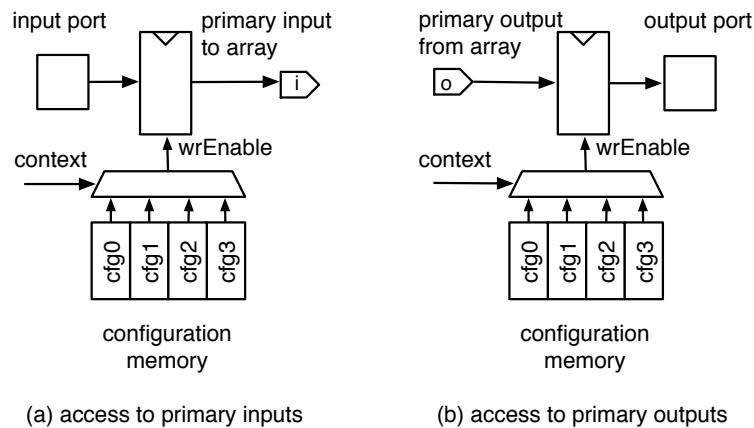 input port
primary input
to array
i
wrEnable
context
cfg0
cfg1
cfg2
cfg3
configuration
memory
(a) access to primary inputs
primary output
from array
output port
o
wrEnable
context
cfg0
cfg1
cfg2
cfg3
configuration
memory
(b) access to primary outputs